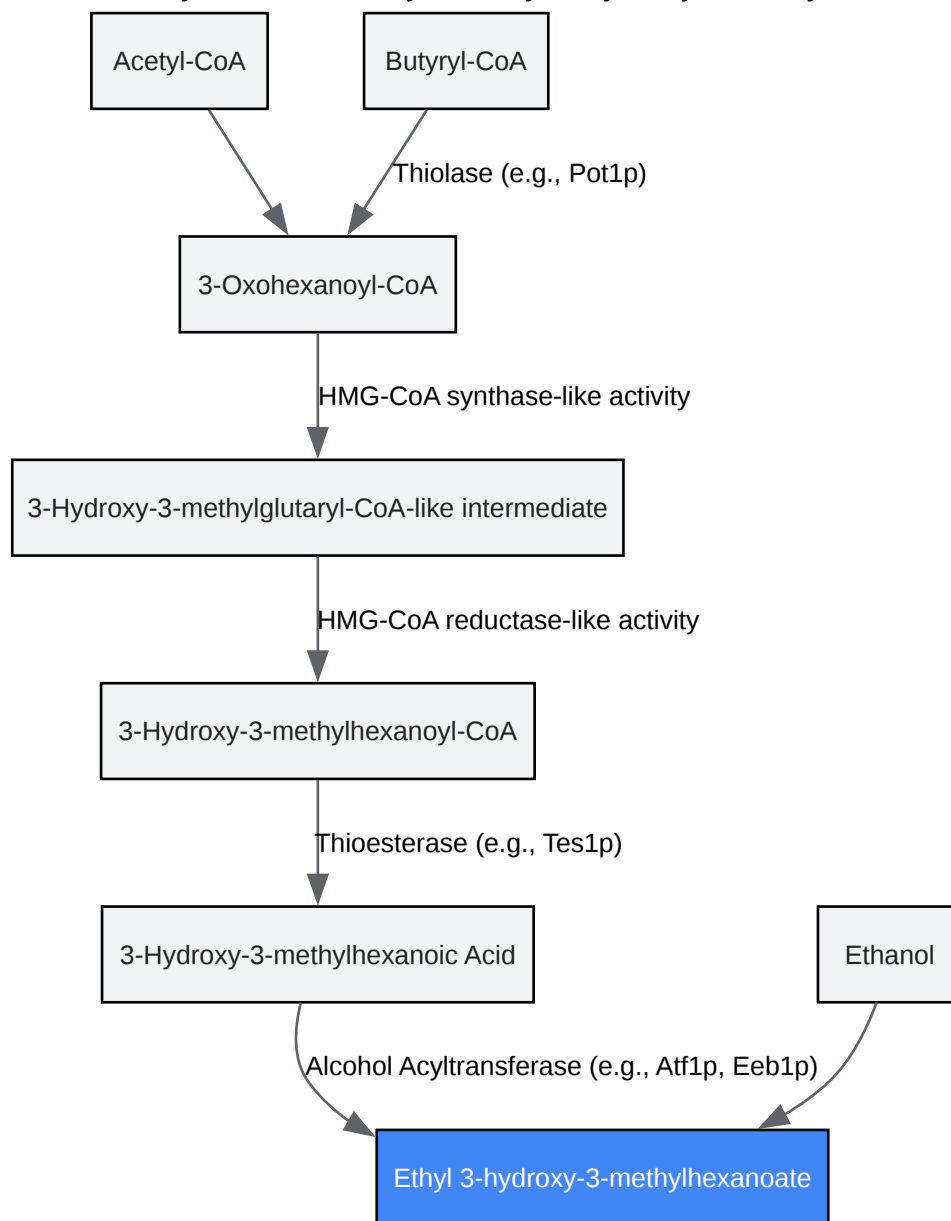 Acetyl-CoA
Butyryl-CoA
Thiolase (e.g., Pot1p)
3-Oxohexanoyl-CoA
HMG-CoA synthase-like activity
3-Hydroxy-3-methylglutaryl-CoA-like intermediate
HMG-CoA reductase-like activity
3-Hydroxy-3-methylhexanoyl-CoA
Thioesterase (e.g., Tes1p)
3-Hydroxy-3-methylhexanoic Acid
Ethanol
Alcohol Acyltransferase (e.g., Atf1p, Eeb1p)
Ethyl 3-hydroxy-3-methylhexanoate